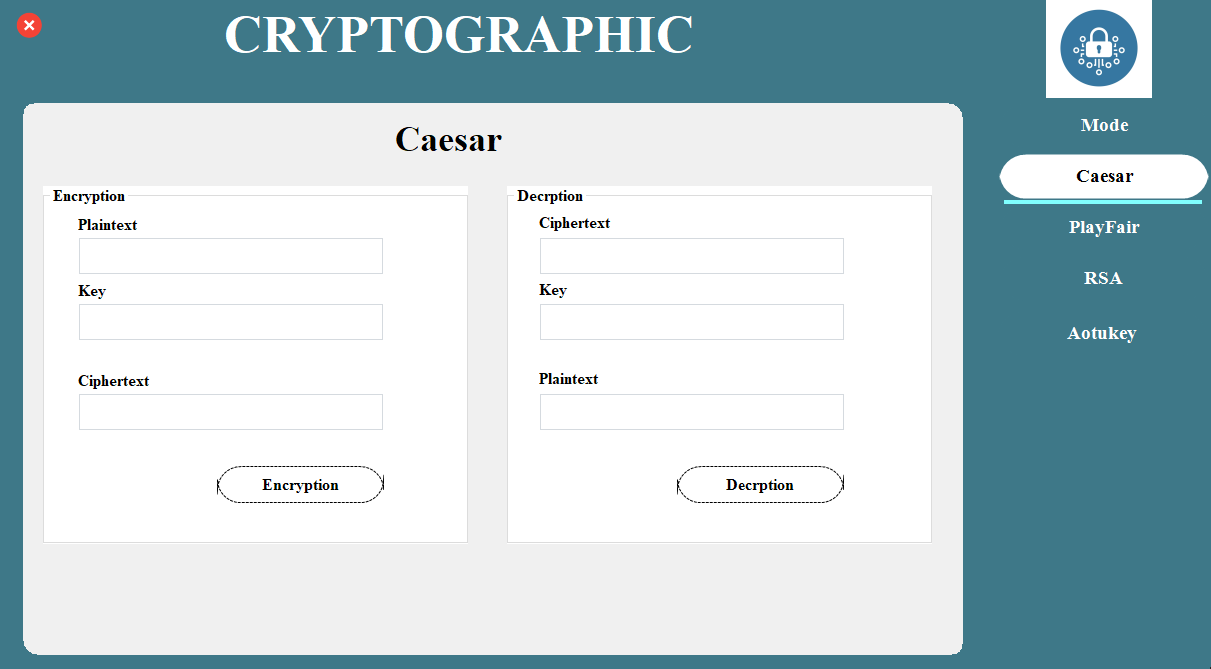 CRYPTOGRAPHIC
Caesar
Encryption
Plaintext
Key
Ciphertext
Encryption
Decrption
Ciphertext
Key
Plaintext
Decrption
Mode
Caesar
PlayFair
RSA
Aotukey